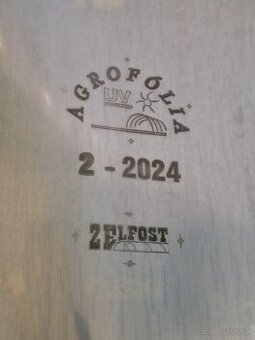 AGROFÓLIA
UV
2 - 2024
ZELFOST